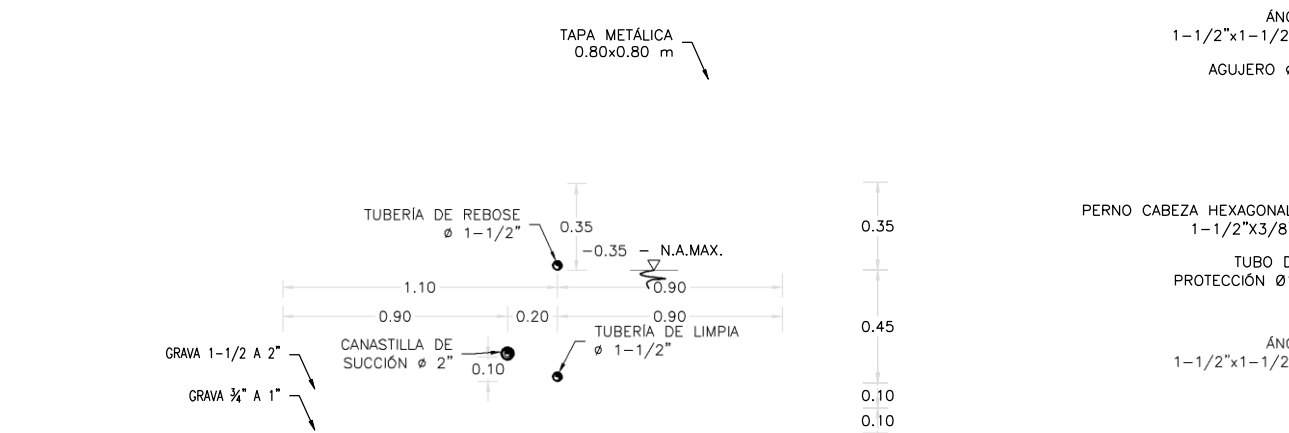 TAPA METÁLICA
0.80x0.80 m
TUBERÍA DE REBOSE
ø 1-1/2"
0.35
-0.35 - N.A.MAX.
1.10
0.90
0.90
0.20
0.90
TUBERÍA DE LIMPIA
ø 1-1/2"
CANASTILLA DE
SUCCIÓN ø 2"
0.10
GRAVA 1-1/2 A 2"
GRAVA ¾" A 1"
0.35
0.45
0.10
0.10
1-1/2"x1-1/2
AGUJERO
PERNO CABEZA HEXAGONAL
1-1/2"X3/8"
TUBO
PROTECCIÓN
1-1/2"x1-1/2